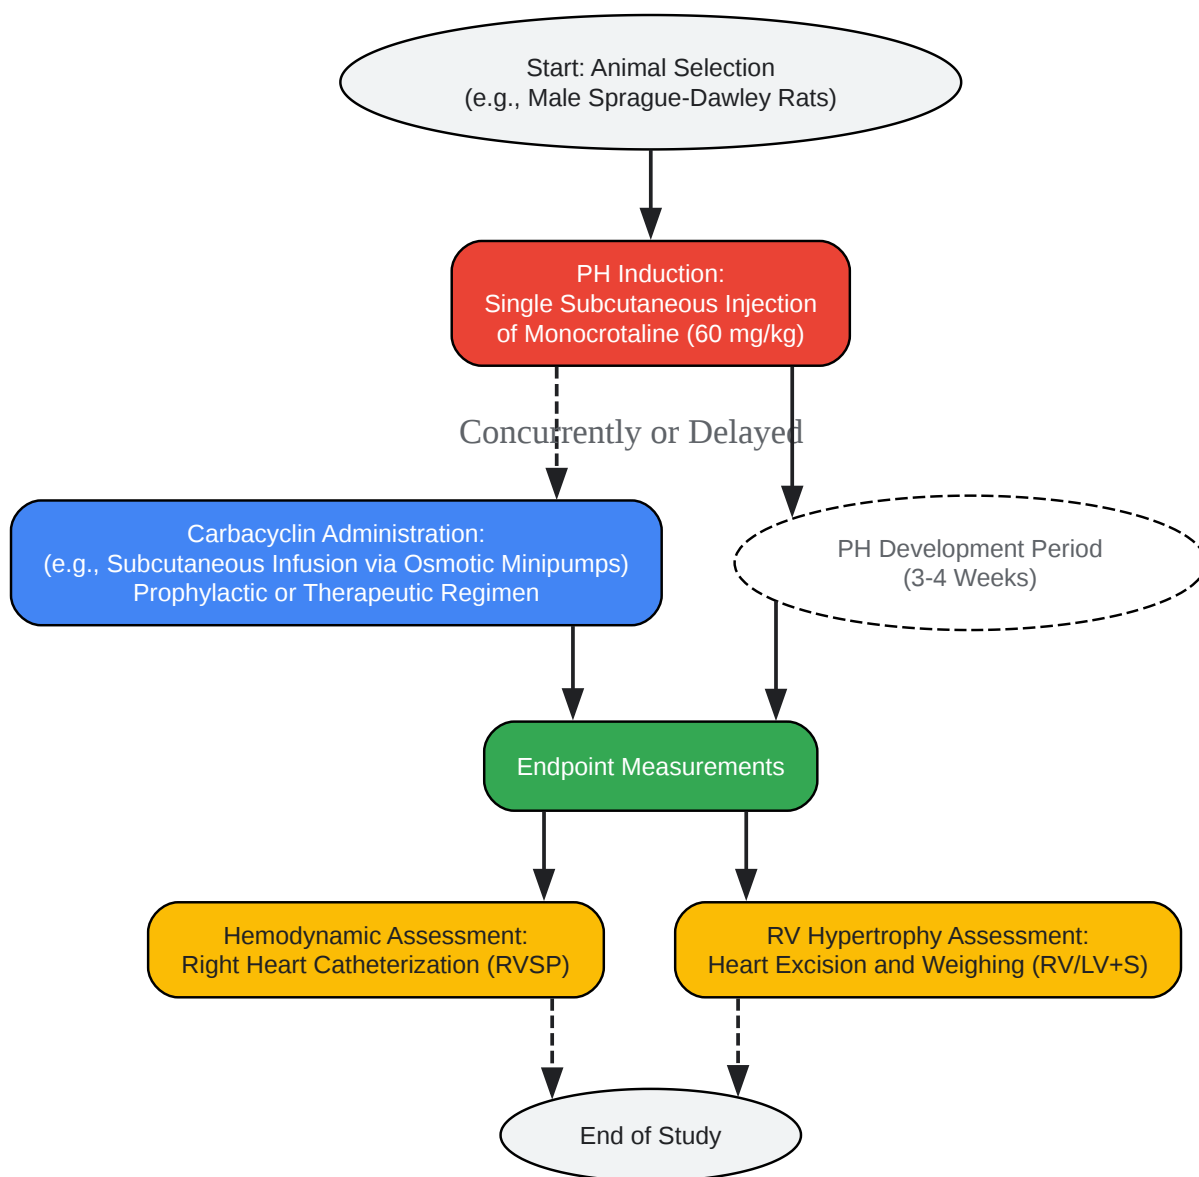 Start: Animal Selection
(e.g., Male Sprague-Dawley Rats)
PH Induction:
Single Subcutaneous Injection
of Monocrotaline (60 mg/kg)
Concurrently or Delayed
Carbacyclin Administration:
(e.g., Subcutaneous Infusion via Osmotic Minipumps)
Prophylactic or Therapeutic Regimen
PH Development Period
(3-4 Weeks)
Endpoint Measurements
Hemodynamic Assessment:
Right Heart Catheterization (RVSP)
RV Hypertrophy Assessment:
Heart Excision and Weighing (RV/LV+S)
End of Study